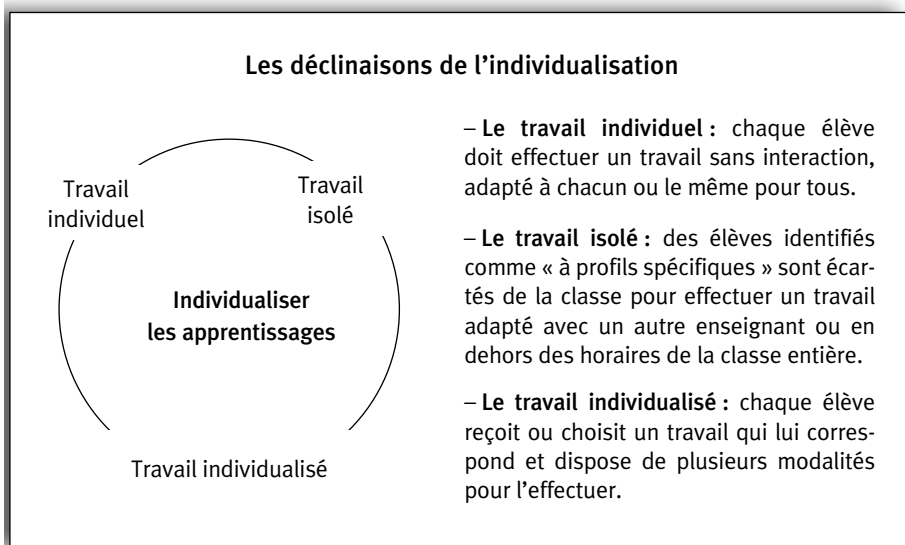 Les déclinaisons de l'individualisation
Travail
individuel
Travail
isolé
Individualiser
les apprentissages
Travail individualisé
– Le travail individuel : chaque élève
doit effectuer un travail sans interaction,
adapté à chacun ou le même pour tous.
– Le travail isolé : des élèves identifiés
comme « à profils spécifiques » sont écar-
tés de la classe pour effectuer un travail
adapté avec un autre enseignant ou en
dehors des horaires de la classe entière.
– Le travail individualisé : chaque élève
reçoit ou choisit un travail qui lui corres-
pond et dispose de plusieurs modalités
pour l'effectuer.